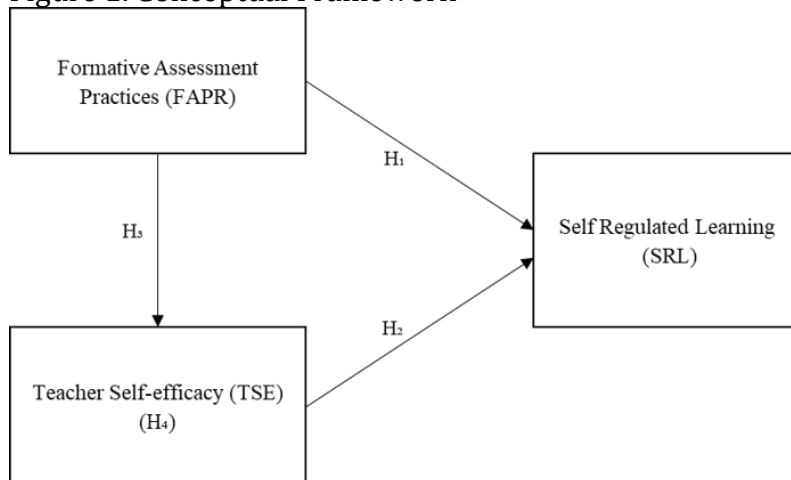 Figure 1. Conceptual Framework
Formative Assessment
Practices (FAPR)
H₁
H₃
Self Regulated Learning
(SRL)
H₂
Teacher Self-efficacy (TSE)
(H₄)